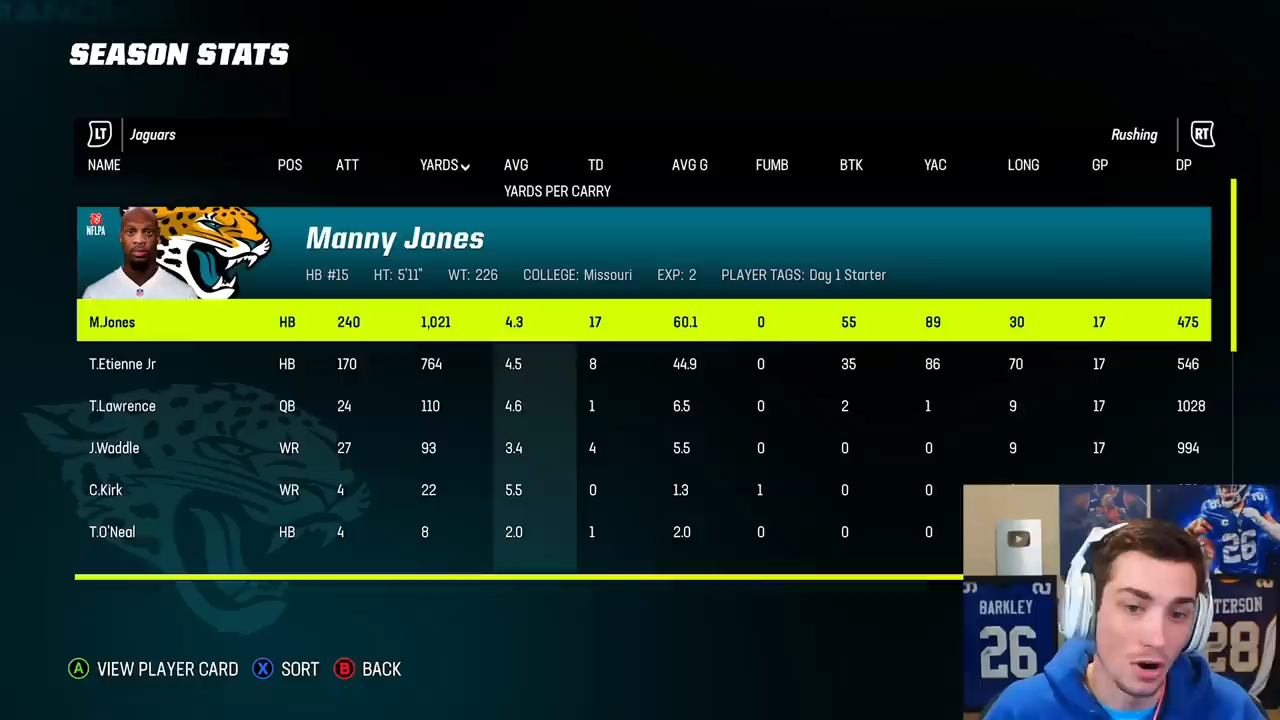 SEASON STATS
LT Jaguars Rushing RT
NAME POS ATT YARDS AVG TD AVG G FUMB BTK YAC LONG GP DP
YARDS PER CARRY
NFLPA
Manny Jones
HB #15 HT: 5'11" WT: 226 COLLEGE: Missouri EXP: 2 PLAYER TAGS: Day 1 Starter
M.Jones HB 240 1,021 4.3 17 60.1 0 55 89 30 17 475
T.Etienne Jr HB 170 764 4.5 8 44.9 0 35 86 70 17 546
T.Lawrence QB 24 110 4.6 1 6.5 0 2 1 9 17 1028
J.Waddle WR 27 93 3.4 4 5.5 0 0 0 9 17 994
C.Kirk WR 4 22 5.5 0 1.3 1 0 0
T.O'Neal HB 4 8 2.0 1 2.0 0 0 0
26
BARKLEY
26
TERSON
28
A VIEW PLAYER CARD X SORT B BACK